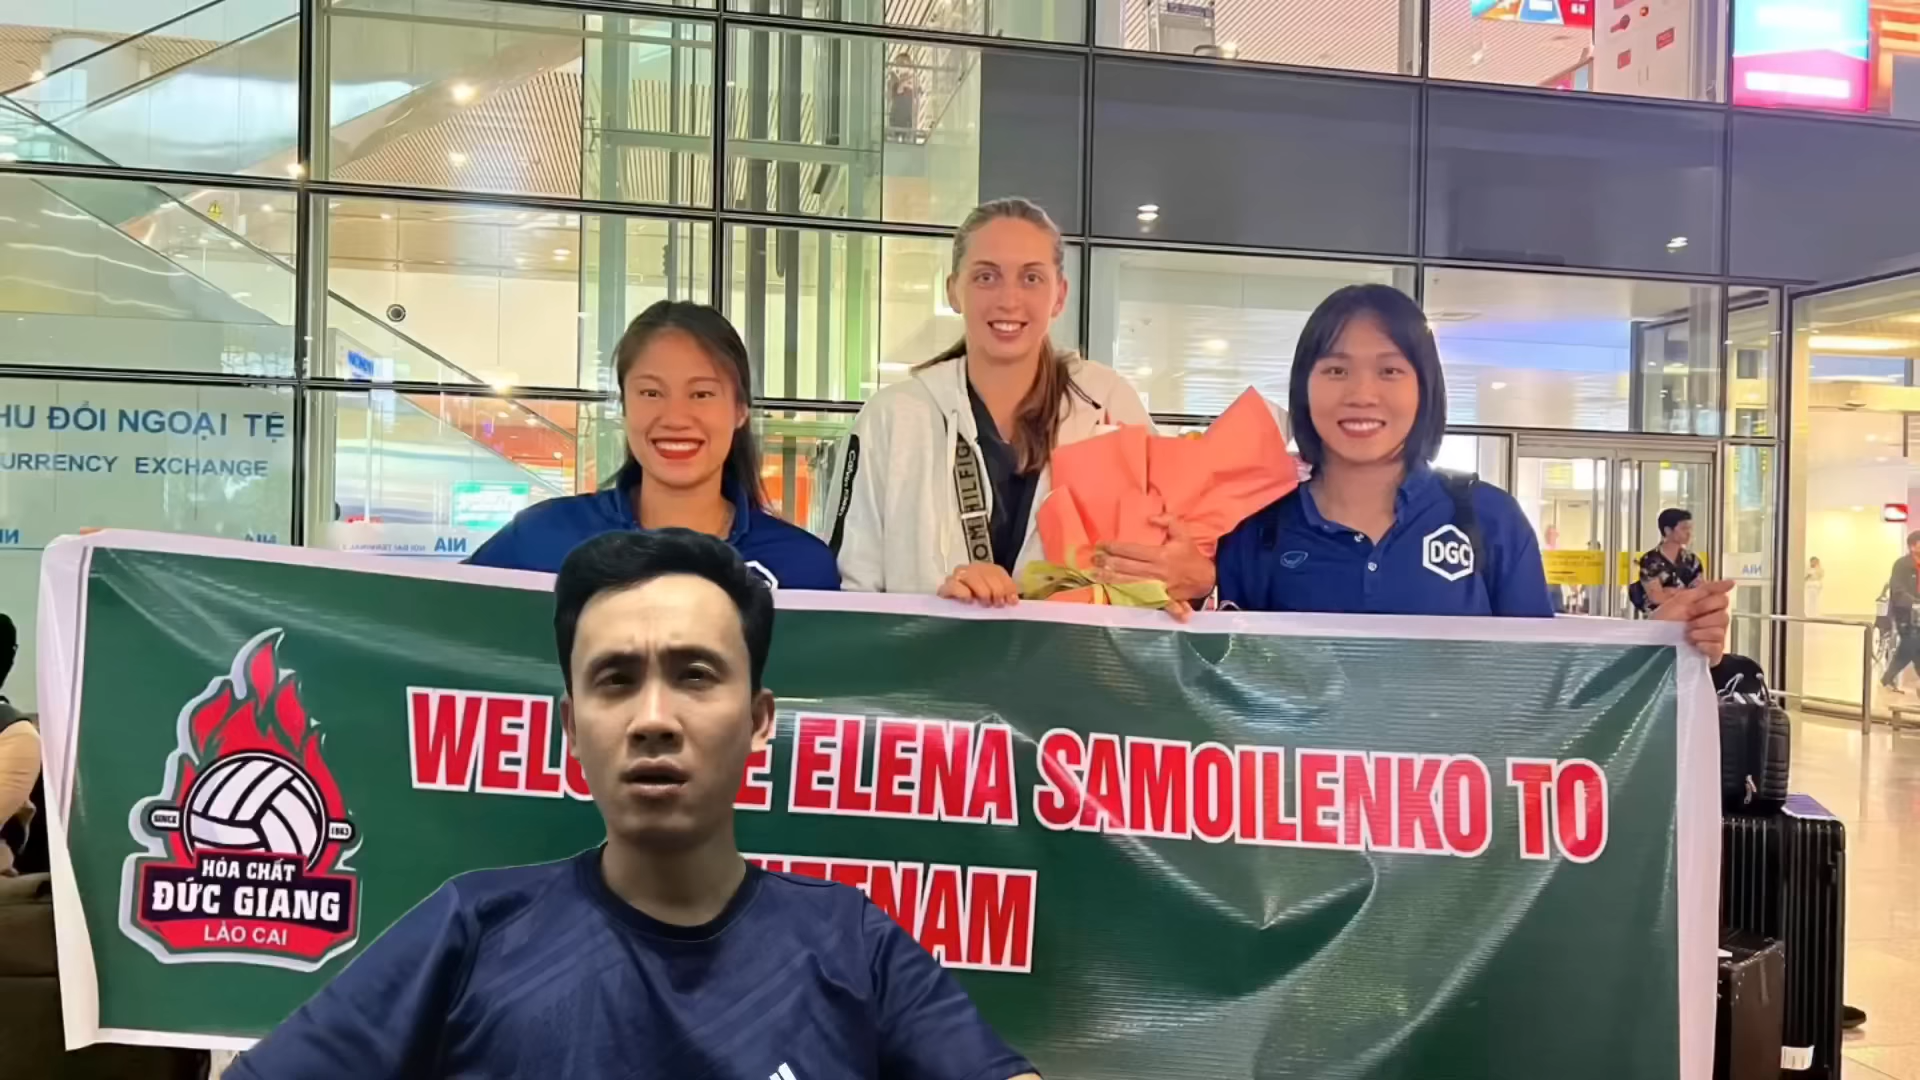 HU ĐỔI NGOẠI TỆ
URRENCY EXCHANGE
NIA
DGC
SINCE 1963
HÓA CHẤT
ĐỨC GIANG
LÀO CAI
WEL E ELENA SAMOILENKO TO
NAM